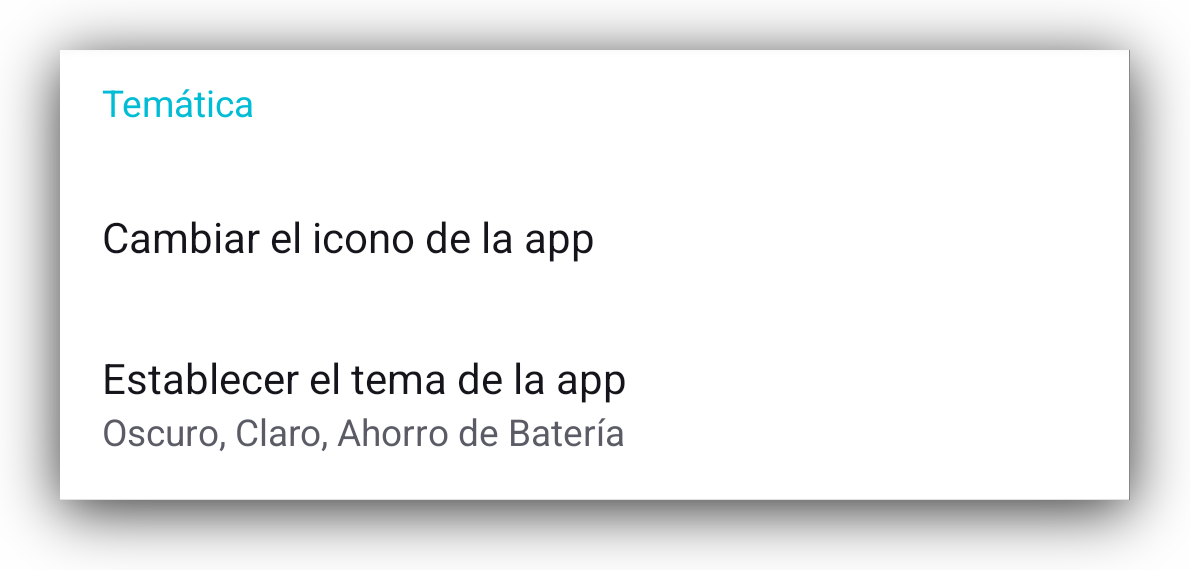 Temática
Cambiar el icono de la app
Establecer el tema de la app
Oscuro, Claro, Ahorro de Batería